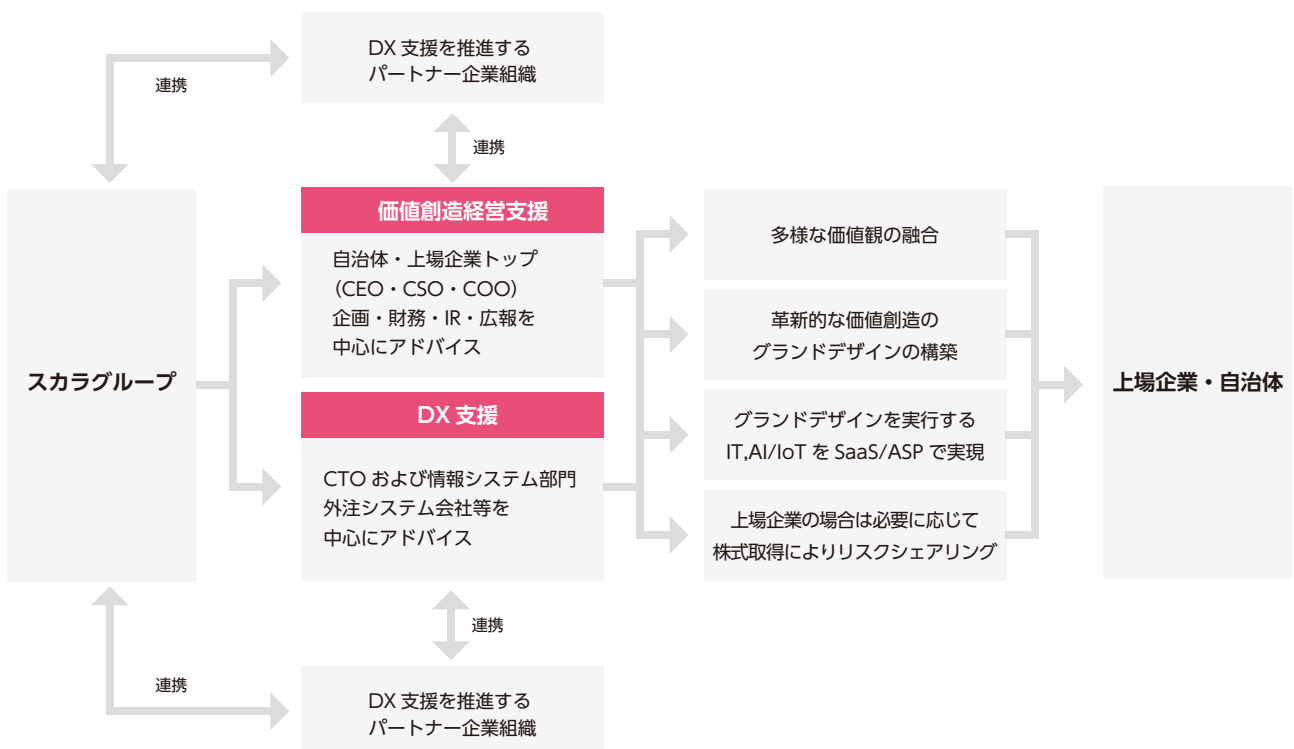 DX 支援を推進する
パートナー企業組織
連携
連携
スカラグループ
価値創造経営支援
自治体・上場企業トップ
（CEO・CSO・COO）
企画・財務・IR・広報を
中心にアドバイス
DX 支援
CTO および情報システム部門
外注システム会社等を
中心にアドバイス
多様な価値観の融合
革新的な価値創造の
グランドデザインの構築
グランドデザインを実行する
IT,AI/IoT を SaaS/ASP で実現
上場企業の場合は必要に応じて
株式取得によりリスクシェアリング
上場企業・自治体
連携
連携
DX 支援を推進する
パートナー企業組織